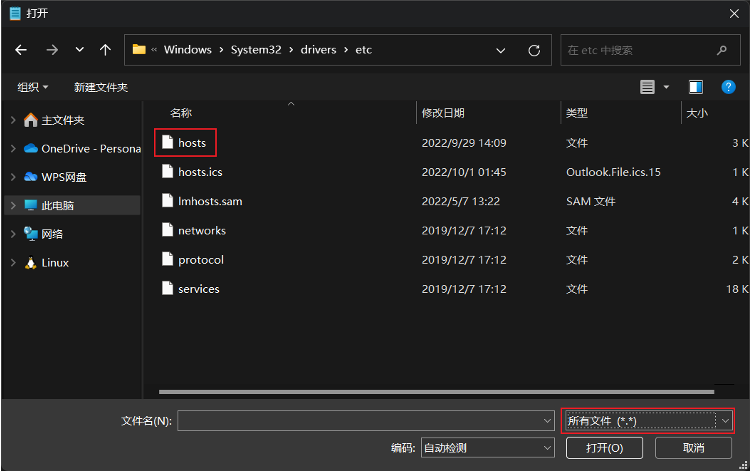 打开
« Windows > System32 > drivers > etc
在 etc 中搜索
组织 新建文件夹
名称 修改日期 类型 大小
主文件夹
OneDrive - Persona
WPS网盘
此电脑
网络
Linux
hosts 2022/9/29 14:09 文件 3 K
hosts.ics 2022/10/1 01:45 Outlook.File.ics.15 1 K
lmhosts.sam 2022/5/7 13:22 SAM 文件 4 K
networks 2019/12/7 17:12 文件 1 K
protocol 2019/12/7 17:12 文件 2 K
services 2019/12/7 17:12 文件 18 K
文件名(N): 所有文件 (*.*)
编码: 自动检测 打开(O) 取消